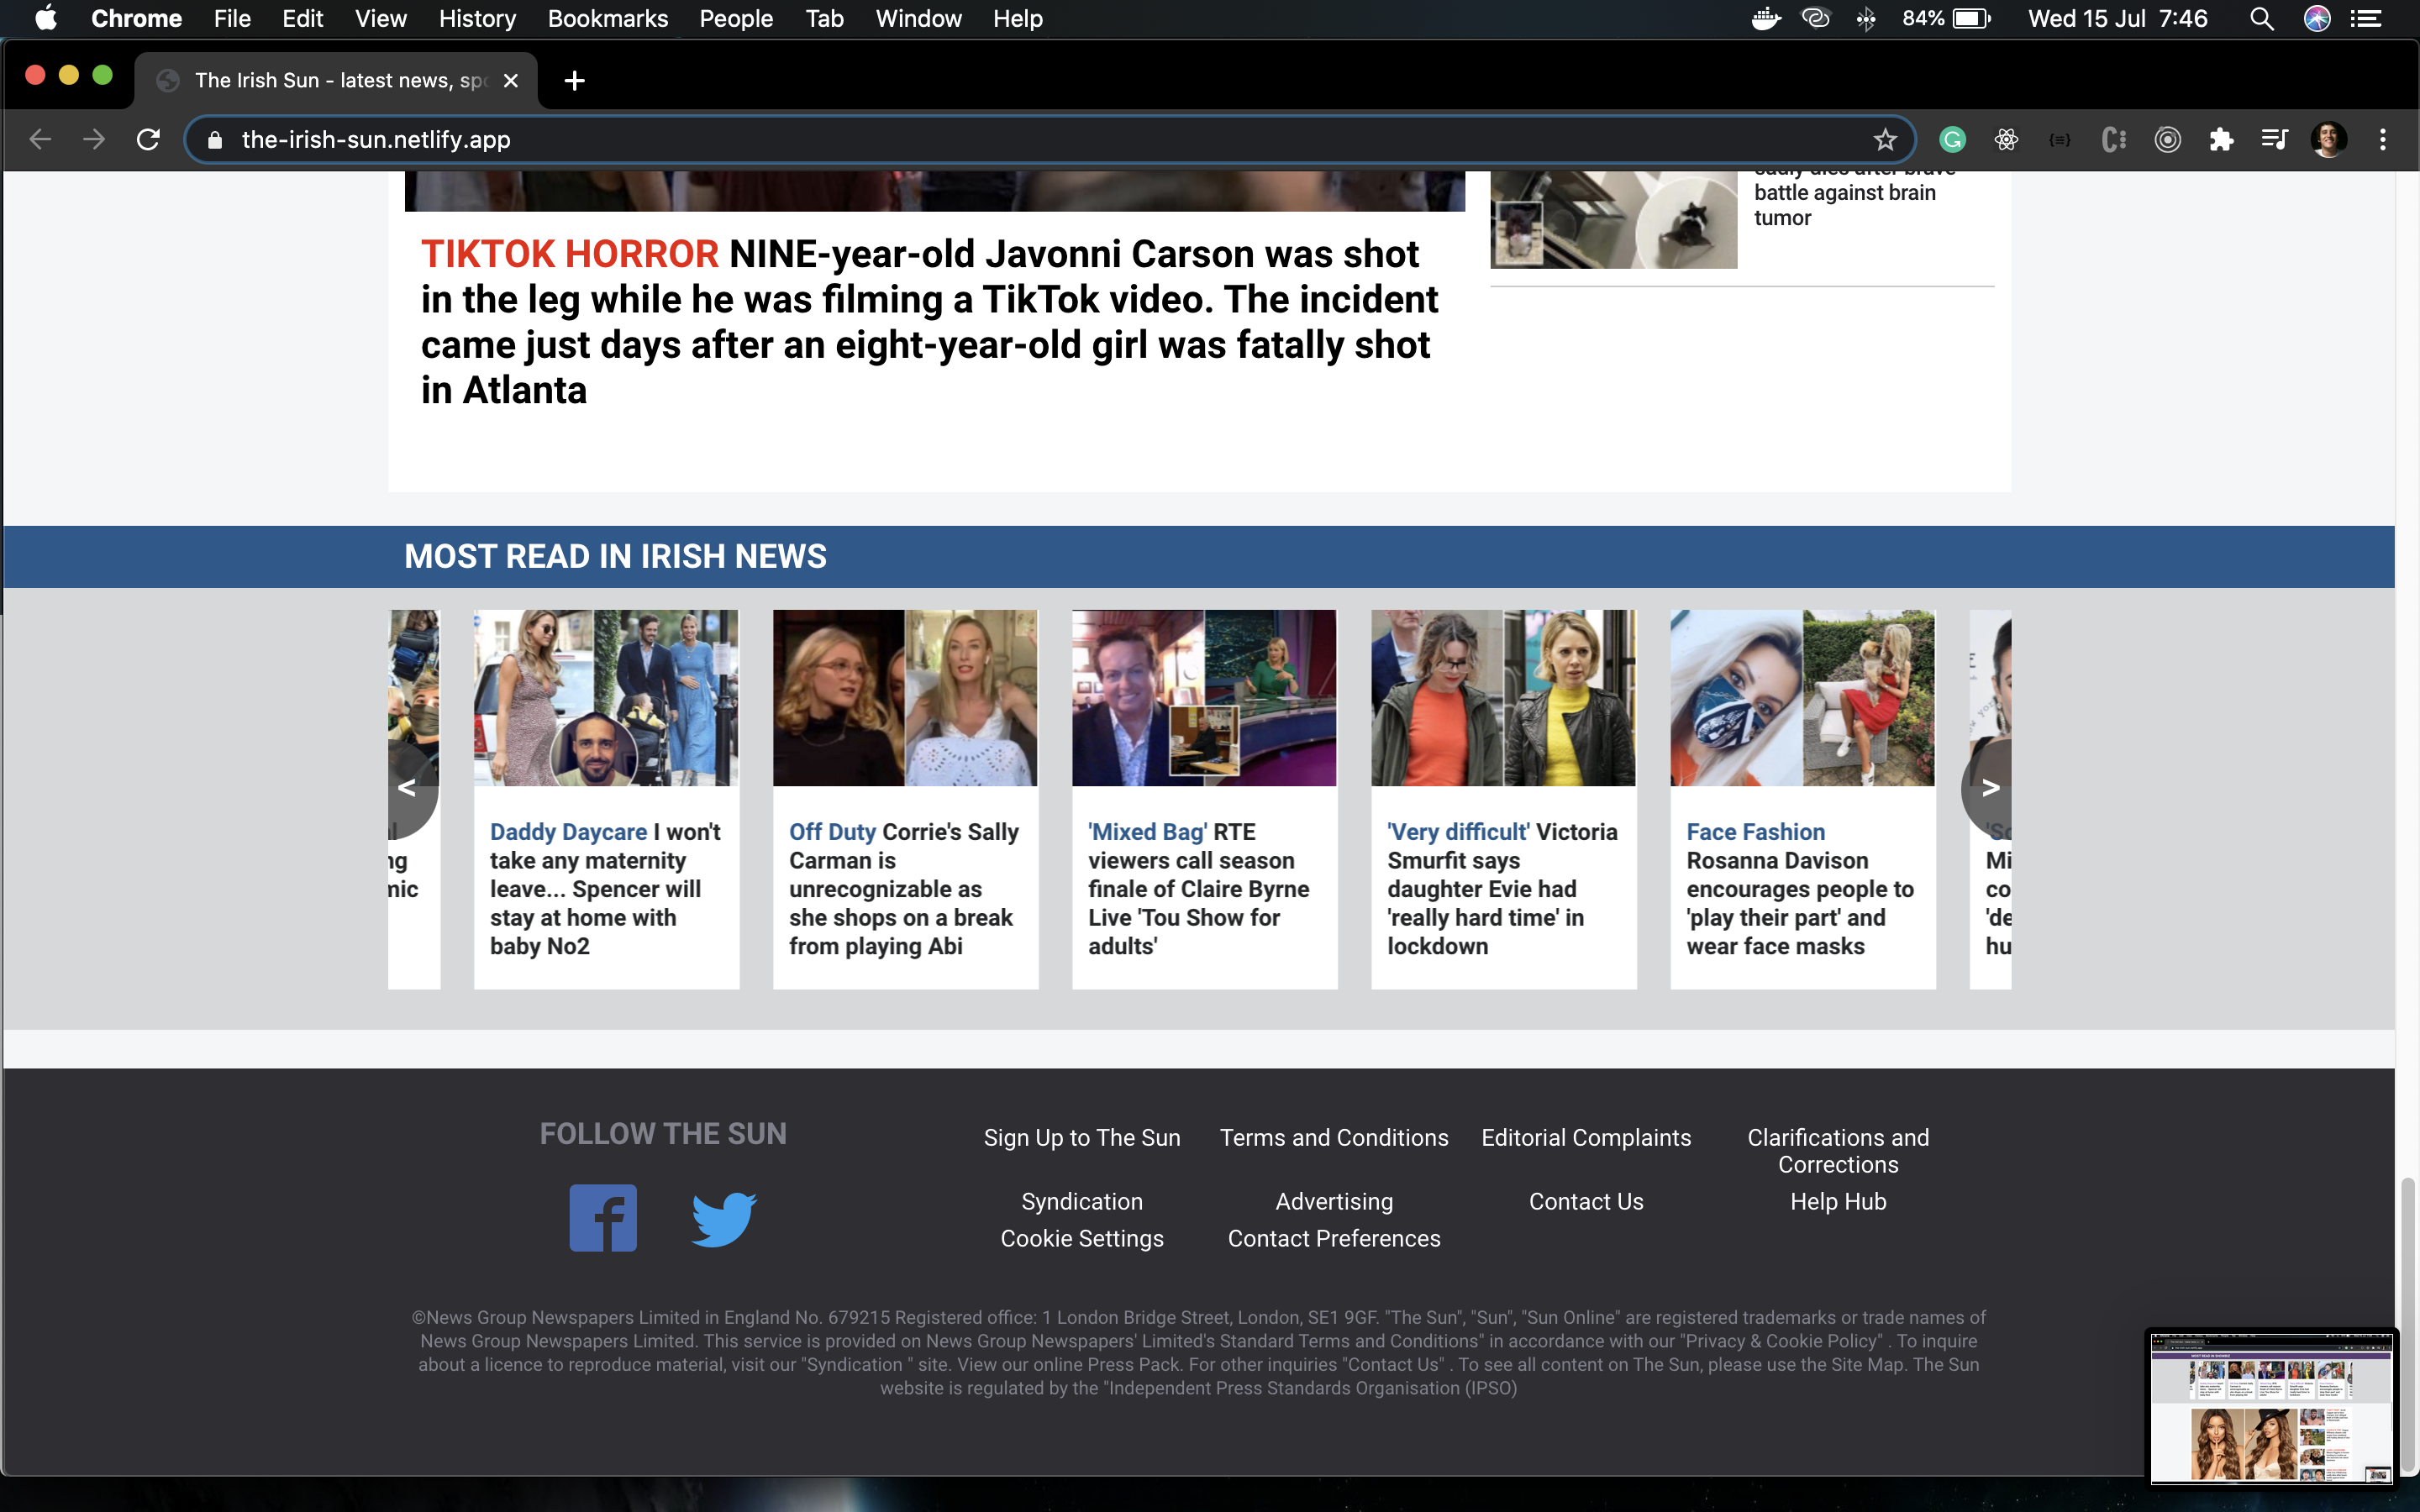 Chrome File Edit View History Bookmarks People Tab Window Help
84% Wed 15 Jul 7:46
The Irish Sun - latest news, spo
the-irish-sun.netlify.app
sadly dies after brave
battle against brain
tumor
TIKTOK HORROR NINE-year-old Javonni Carson was shot
in the leg while he was filming a TikTok video. The incident
came just days after an eight-year-old girl was fatally shot
in Atlanta
MOST READ IN IRISH NEWS
<
ng
mic
Daddy Daycare I won't
take any maternity
leave... Spencer will
stay at home with
baby No2
Off Duty Corrie's Sally
Carman is
unrecognizable as
she shops on a break
from playing Abi
'Mixed Bag' RTE
viewers call season
finale of Claire Byrne
Live 'Tou Show for
adults'
'Very difficult' Victoria
Smurfit says
daughter Evie had
'really hard time' in
lockdown
Face Fashion
Rosanna Davison
encourages people to
'play their part' and
wear face masks
>
'Sc
Mi
co
'de
hu
FOLLOW THE SUN
Sign Up to The Sun Terms and Conditions Editorial Complaints Clarifications and
Corrections
Syndication Advertising Contact Us Help Hub
Cookie Settings Contact Preferences
©News Group Newspapers Limited in England No. 679215 Registered office: 1 London Bridge Street, London, SE1 9GF. "The Sun", "Sun", "Sun Online" are registered trademarks or trade names of
News Group Newspapers Limited. This service is provided on News Group Newspapers' Limited's Standard Terms and Conditions" in accordance with our "Privacy & Cookie Policy" . To inquire
about a licence to reproduce material, visit our "Syndication " site. View our online Press Pack. For other inquiries "Contact Us" . To see all content on The Sun, please use the Site Map. The Sun
website is regulated by the "Independent Press Standards Organisation (IPSO)